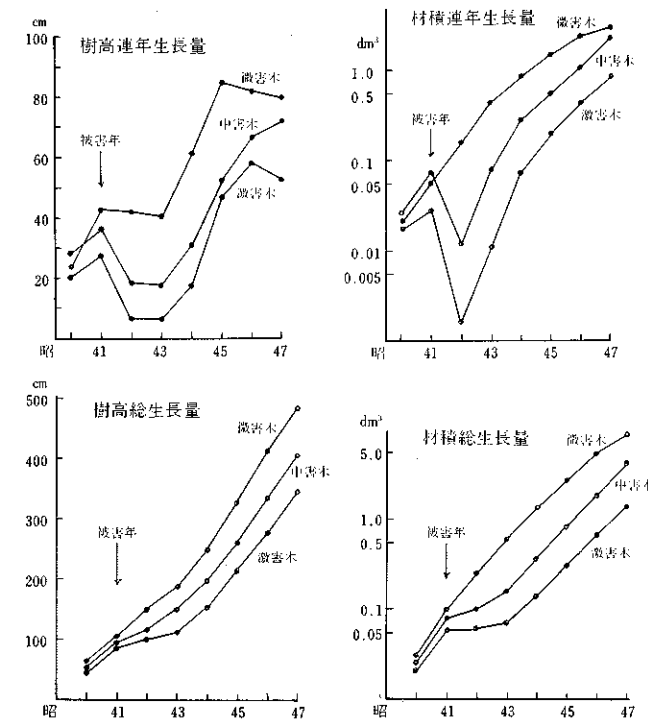 cm
樹高連年生長量
100
80
60
40
20
被害年
微害木
中害木
激害木
昭 41 43 45 47
材積連年生長量
dm³
1.0
0.5
0.1
0.05
0.01
0.005
被害年
微害木
中害木
激害木
昭 41 43 45 47
cm
樹高総生長量
500
400
300
200
100
被害年
微害木
中害木
激害木
昭 41 43 45 47
dm³
材積総生長量
5.0
1.0
0.5
0.1
0.05
被害年
微害木
中害木
激害木
昭 41 43 45 47